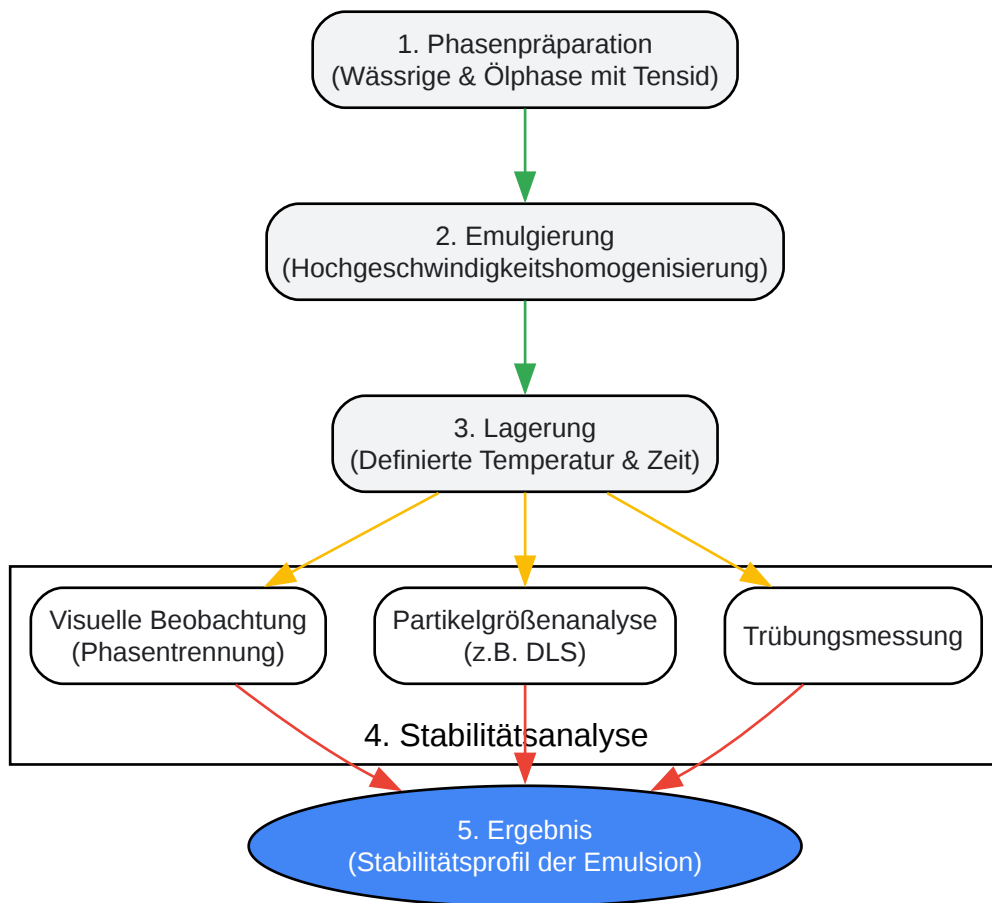 1. Phasenpräparation
(Wässrige & Ölphase mit Tensid)
2. Emulgierung
(Hochgeschwindigkeitshomogenisierung)
3. Lagerung
(Definierte Temperatur & Zeit)
Visuelle Beobachtung
(Phasentrennung)
Partikelgrößenanalyse
(z.B. DLS)
Trübungsmessung
4. Stabilitätsanalyse
5. Ergebnis
(Stabilitätsprofil der Emulsion)